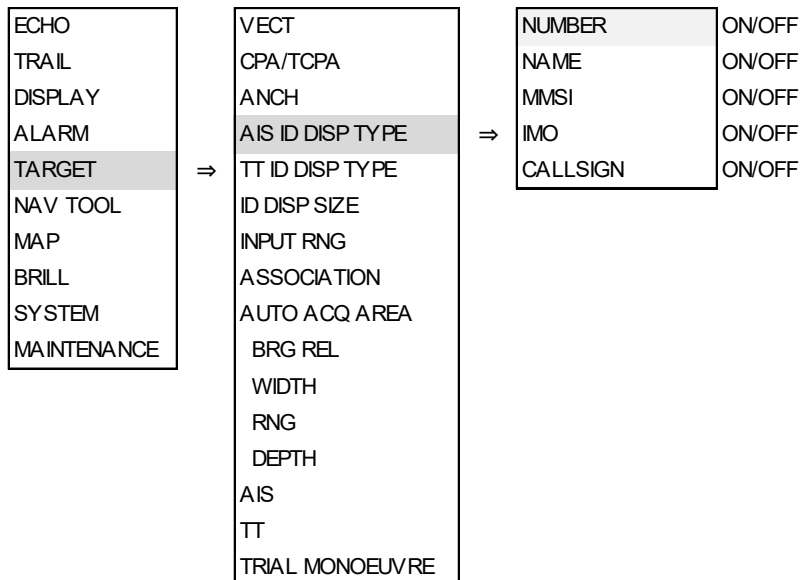 ECHO
TRAIL
DISPLAY
ALARM
TARGET
NAV TOOL
MAP
BRILL
SYSTEM
MAINTENANCE
⇒
VECT
CPA/TCPA
ANCH
AIS ID DISP TYPE
TT ID DISP TYPE
ID DISP SIZE
INPUT RNG
ASSOCIATION
AUTO ACQ AREA
BRG REL
WIDTH
RNG
DEPTH
AIS
TT
TRIAL MONOEUVRE
⇒
NUMBER ON/OFF
NAME ON/OFF
MMSI ON/OFF
IMO ON/OFF
CALLSIGN ON/OFF